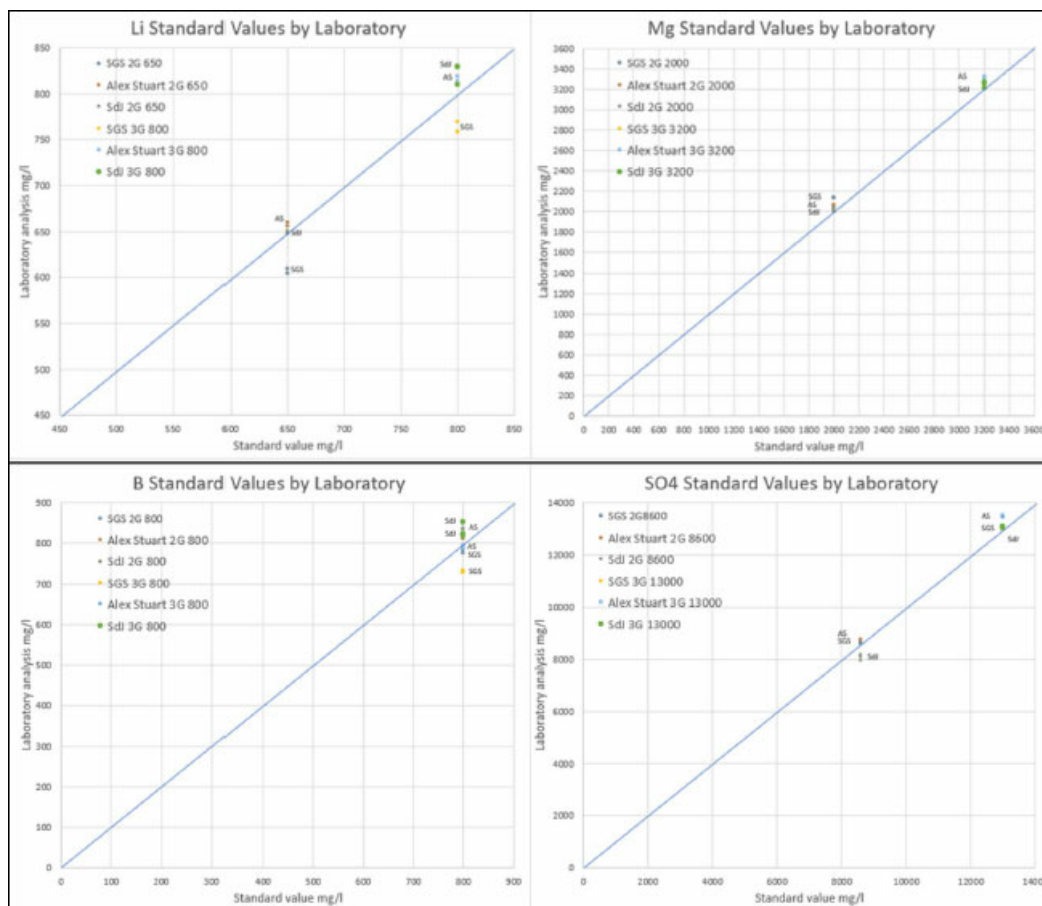 Li Standard Values by Laboratory
850
800
750
700
650
600
550
500
450
Laboratory analysis mg/l
SGS 2G 650
Alex Stuart 2G 650
SdJ 2G 650
SGS 3G 800
Alex Stuart 3G 800
SdJ 3G 800
SdJ
AS
SGS
AS
SdJ
SGS
450 500 550 600 650 700 750 800 850
Standard value mg/l
Mg Standard Values by Laboratory
3600
3400
3200
3000
2800
2600
2400
2200
2000
1800
1600
1400
1200
1000
800
600
400
200
0
Laboratory analysis mg/l
SGS 2G 2000
Alex Stuart 2G 2000
SdJ 2G 2000
SGS 3G 3200
Alex Stuart 3G 3200
SdJ 3G 3200
AS
SdJ
SGS
AS
SdJ
0 200 400 600 800 1000 1200 1400 1600 1800 2000 2200 2400 2600 2800 3000 3200 3400 3600
Standard value mg/l
B Standard Values by Laboratory
900
800
700
600
500
400
300
200
100
0
Laboratory analysis mg/l
SGS 2G 800
Alex Stuart 2G 800
SdJ 2G 800
SGS 3G 800
Alex Stuart 3G 800
SdJ 3G 800
SdJ
AS
SdJ
AS
SGS
SGS
0 100 200 300 400 500 600 700 800 900
Standard value mg/l
SO4 Standard Values by Laboratory
14000
12000
10000
8000
6000
4000
2000
0
Laboratory analysis mg/l
SGS 2G8600
Alex Stuart 2G 8600
SdJ 2G 8600
SGS 3G 13000
Alex Stuart 3G 13000
SdJ 3G 13000
AS
SGS
SdJ
AS
SGS
SdJ
0 2000 4000 6000 8000 10000 12000 1400
Standard value mg/l